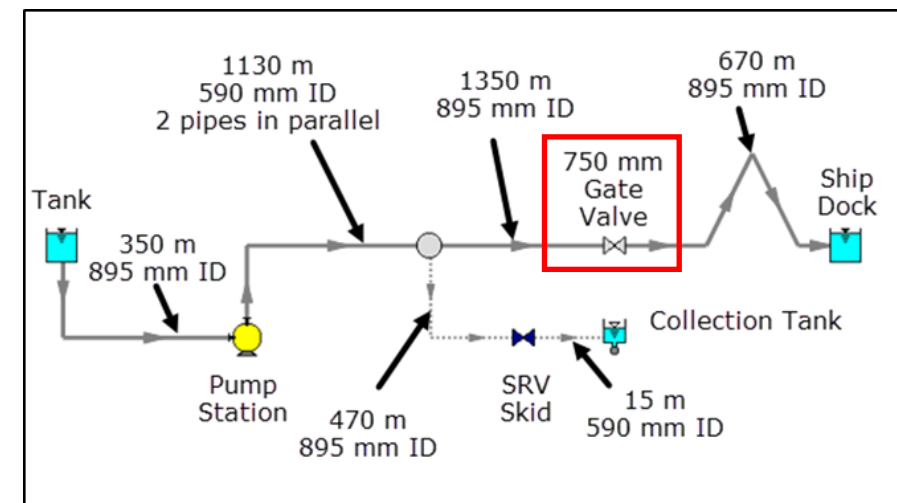 1130 m
590 mm ID
2 pipes in parallel
1350 m
895 mm ID
670 m
895 mm ID
750 mm
Gate
Valve
Ship
Dock
Tank
350 m
895 mm ID
Pump
Station
470 m
895 mm ID
SRV
Skid
Collection Tank
15 m
590 mm ID